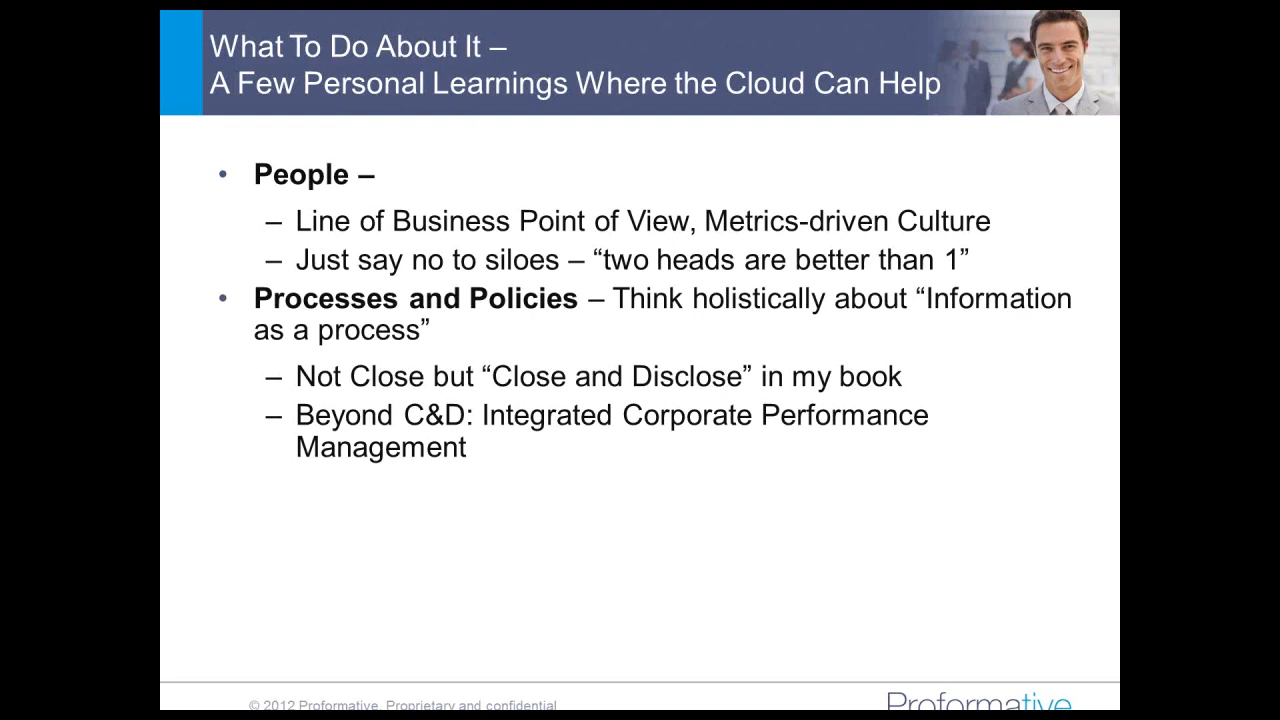 What To Do About It –
A Few Personal Learnings Where the Cloud Can Help
• People –
– Line of Business Point of View, Metrics-driven Culture
– Just say no to siloes – “two heads are better than 1”
• Processes and Policies – Think holistically about “Information
as a process”
– Not Close but “Close and Disclose” in my book
– Beyond C&D: Integrated Corporate Performance
Management
© 2012 Proformative. Proprietary and confidential
Proformative